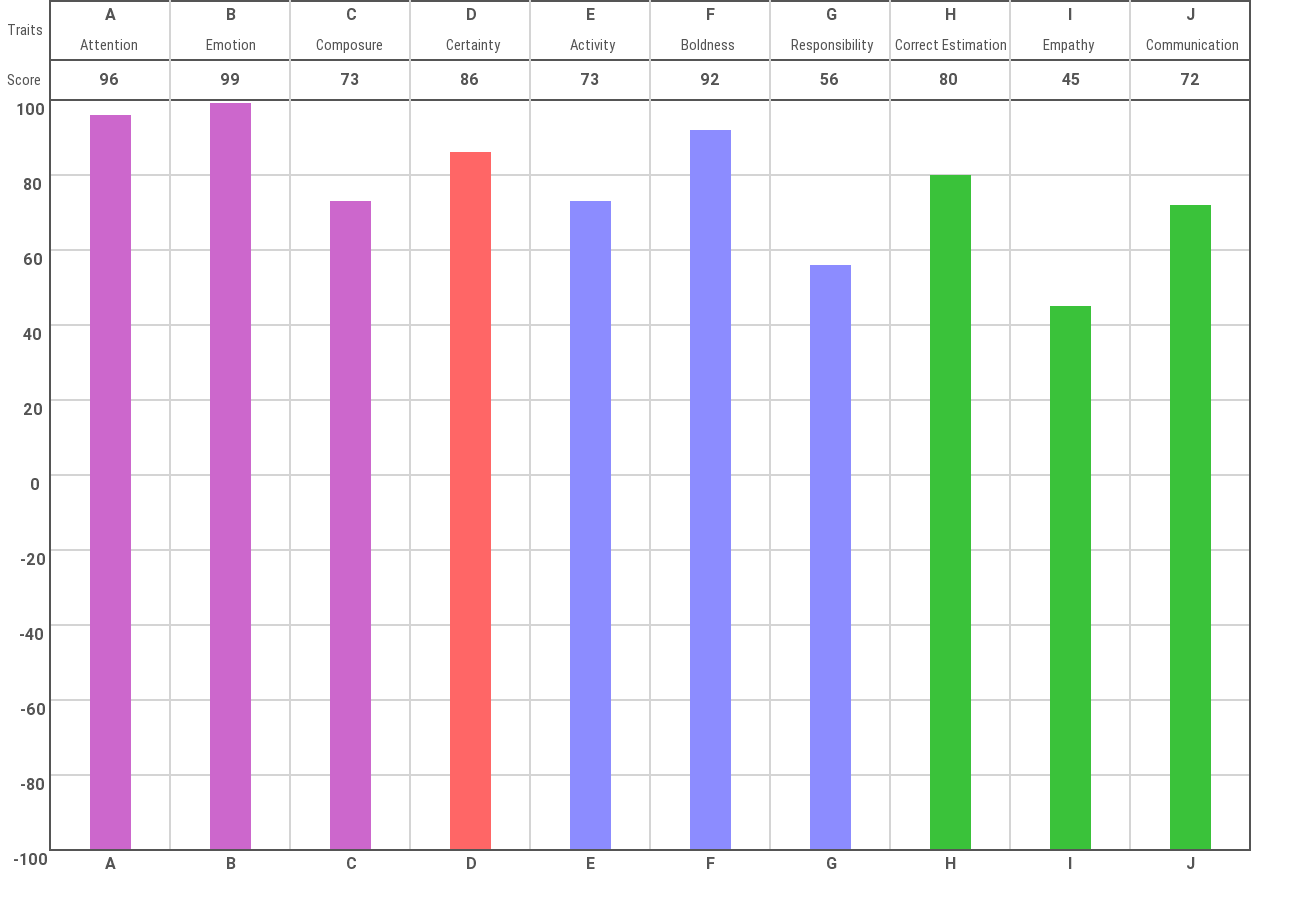 Traits
A B C D E F G H I J
Attention Emotion Composure Certainty Activity Boldness Responsibility Correct Estimation Empathy Communication
Score 96 99 73 86 73 92 56 80 45 72
100
80
60
40
20
0
-20
-40
-60
-80
-100
A B C D E F G H I J